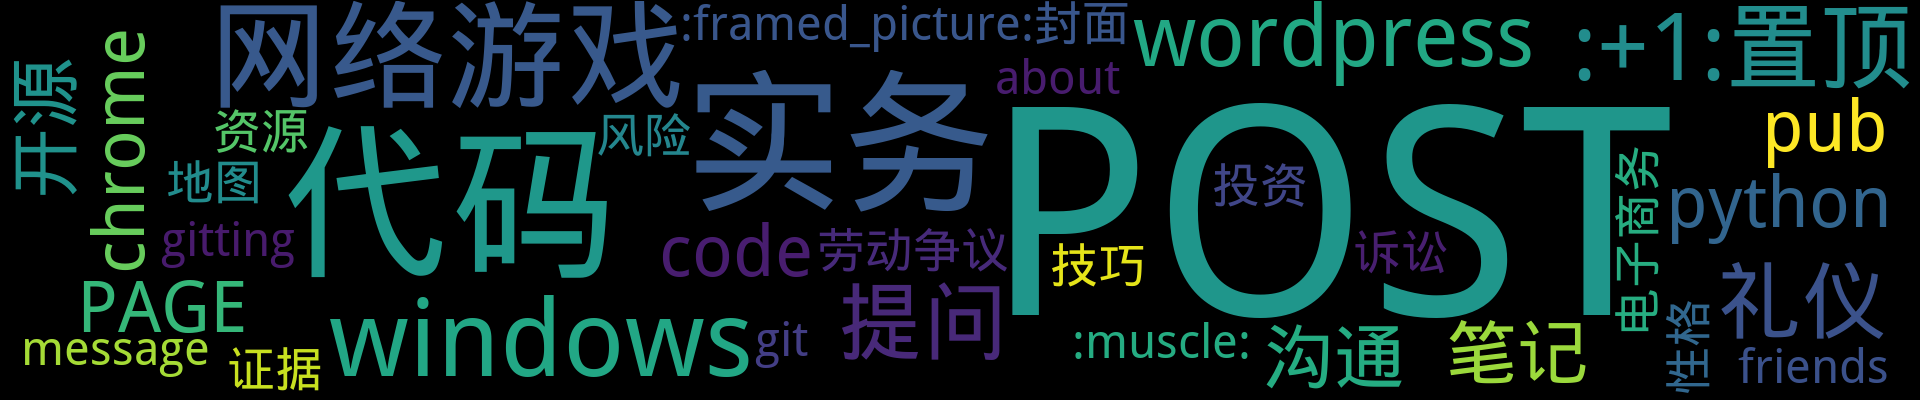 开源
chrome
网络游戏
:framed_picture:封面
wordpress
:+1:置顶
about
资源
风险
代码
实务
POST
pub
地图
投资
python
电子商务
gitting
code
劳动争议
技巧
诉讼
PAGE
windows
提问
礼仪
message
证据
git
:muscle:
沟通
笔记
性格
friends